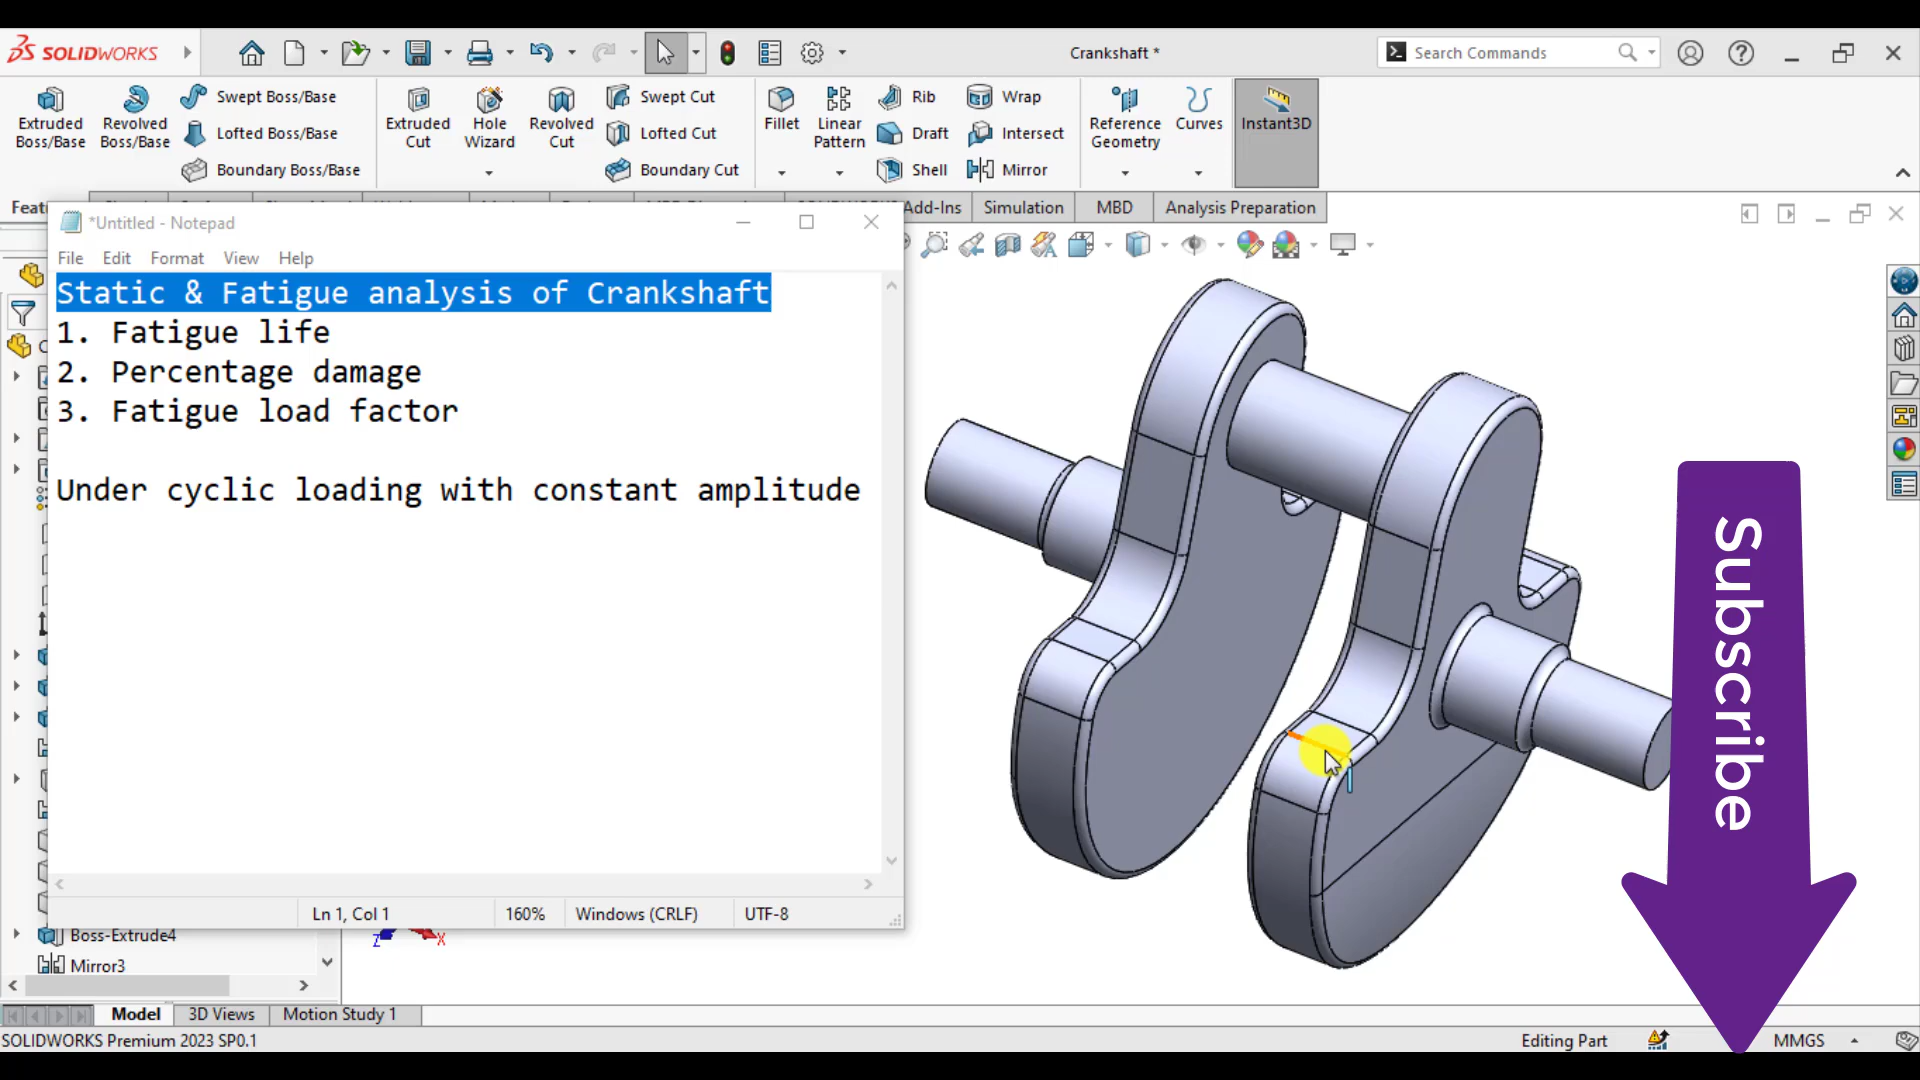 SOLIDWORKS
Crankshaft *
Search Commands
Extruded Boss/Base
Revolved Boss/Base
Swept Boss/Base
Lofted Boss/Base
Boundary Boss/Base
Extruded Cut
Hole Wizard
Revolved Cut
Swept Cut
Lofted Cut
Boundary Cut
Fillet
Linear Pattern
Rib
Draft
Shell
Wrap
Intersect
Mirror
Reference Geometry
Curves
Instant3D
Add-Ins
Simulation
MBD
Analysis Preparation
*Untitled - Notepad
File Edit Format View Help
Static & Fatigue analysis of Crankshaft
1. Fatigue life
2. Percentage damage
3. Fatigue load factor
Under cyclic loading with constant amplitude
Ln 1, Col 1
160%
Windows (CRLF)
UTF-8
Subscribe
Z
X
Boss-Extrude4
Mirror3
Model
3D Views
Motion Study 1
SOLIDWORKS Premium 2023 SP0.1
Editing Part
MMGS